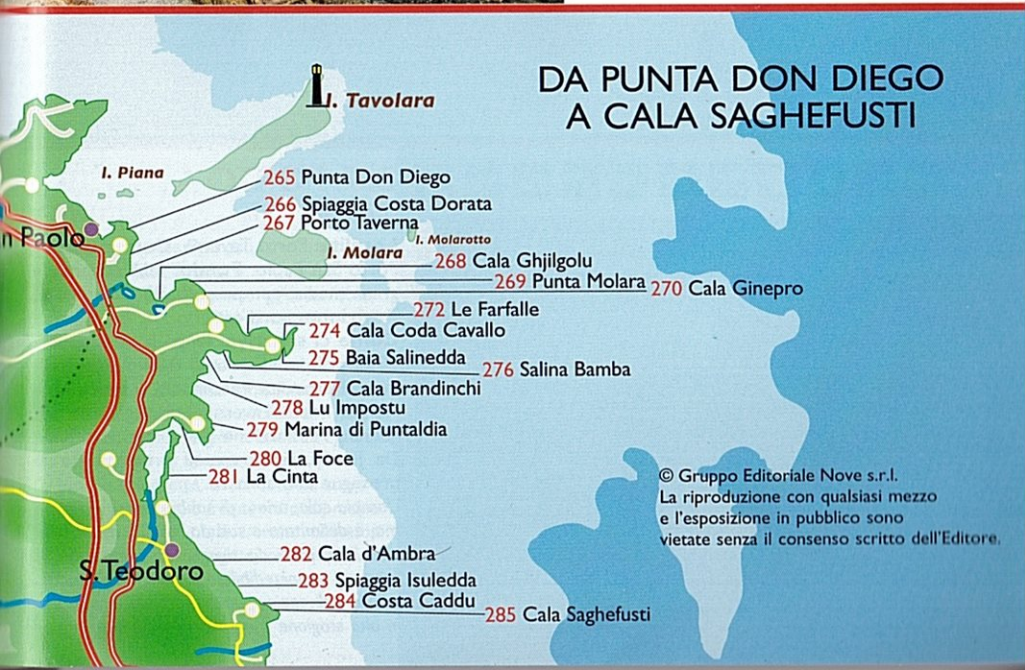 DA PUNTA DON DIEGO
A CALA SAGHEFUSTI
I. Tavolara
I. Piana
265 Punta Don Diego
266 Spiaggia Costa Dorata
267 Porto Taverna
n Paolo
I. Molarotto
I. Molara
268 Cala Ghjilgolu
269 Punta Molara
270 Cala Ginepro
272 Le Farfalle
274 Cala Coda Cavallo
275 Baia Salinedda
276 Salina Bamba
277 Cala Brandinchi
278 Lu Impostu
279 Marina di Puntaldia
280 La Foce
281 La Cinta
© Gruppo Editoriale Nove s.r.l.
La riproduzione con qualsiasi mezzo
e l'esposizione in pubblico sono
vietate senza il consenso scritto dell'Editore.
282 Cala d'Ambra
S. Teodoro
283 Spiaggia Isuledda
284 Costa Caddu
285 Cala Saghefusti